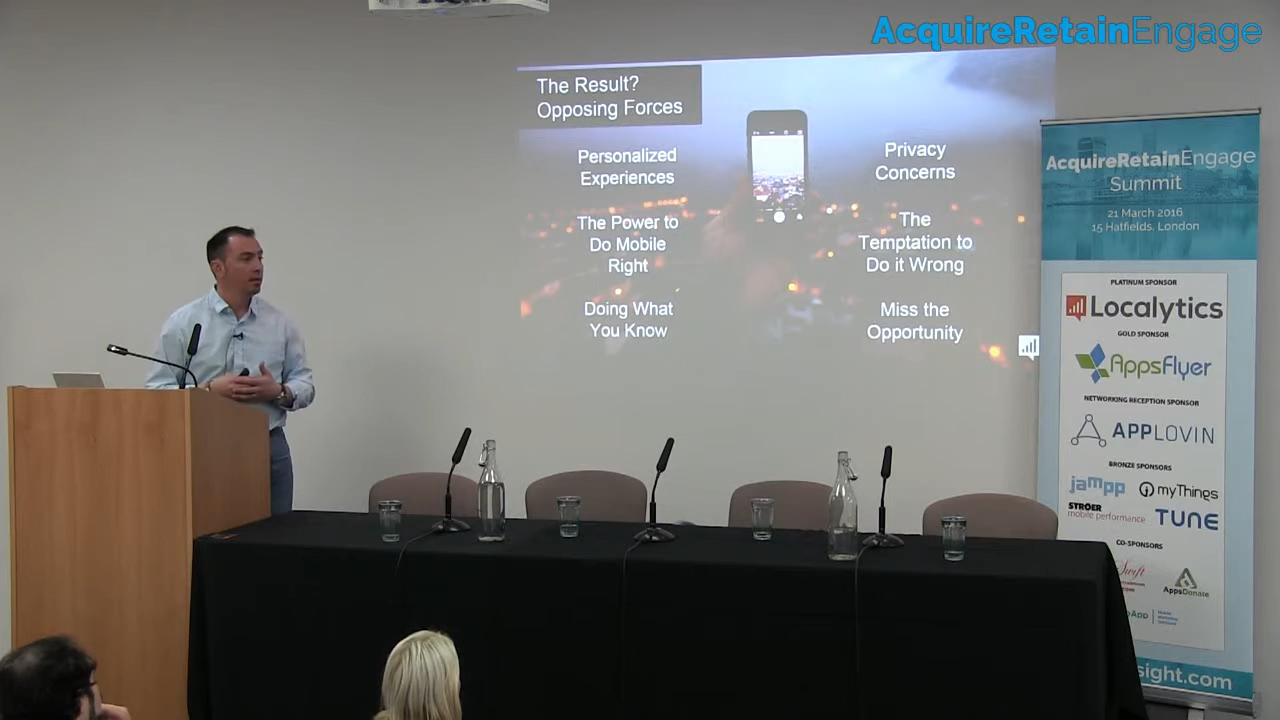 AcquireRetainEngage
The Result?
Opposing Forces
Personalized
Experiences
The Power to
Do Mobile
Right
Doing What
You Know
Privacy
Concerns
The
Temptation to
Do it Wrong
Miss the
Opportunity
AcquireRetainEngage
Summit
21 March 2016
15 Hatfields, London
PLATINUM SPONSOR
Localytics
GOLD SPONSOR
AppsFlyer
NETWORKING RECEPTION SPONSOR
APPLOVIN
BRONZE SPONSORS
jampp
myThings
STRÖER
mobile performance
TUNE
CO-SPONSORS
Swift
AppsDonate
sight.com